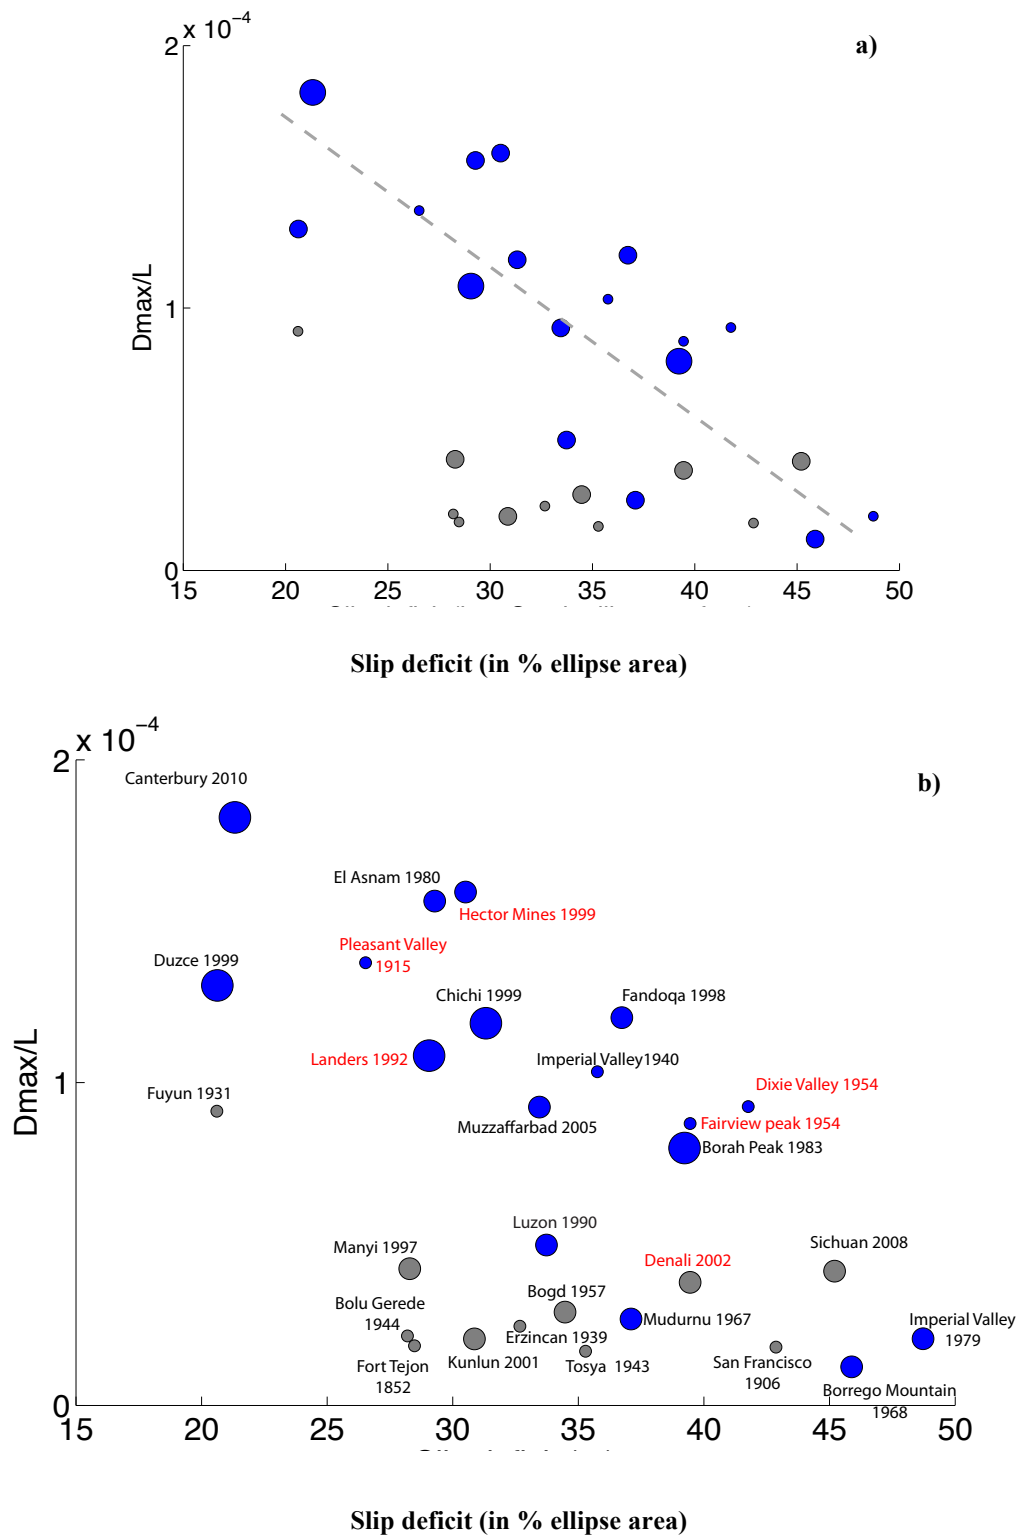 x 10⁻⁴
a)
2
1
0
Dmax/L
15 20 25 30 35 40 45 50
Slip deficit (in % ellipse area)
x 10⁻⁴
b)
2
1
0
Dmax/L
Canterbury 2010
El Asnam 1980
Hector Mines 1999
Pleasant Valley
1915
Duzce 1999
Chichi 1999
Fandoqa 1998
Landers 1992
Imperial Valley1940
Dixie Valley 1954
Fuyun 1931
Muzzaffarbad 2005
Fairview peak 1954
Borah Peak 1983
Luzon 1990
Manyi 1997
Denali 2002
Sichuan 2008
Bolu Gerede
1944
Bogd 1957
Mudurnu 1967
Imperial Valley
1979
Erzincan 1939
Fort Tejon
1852
Kunlun 2001
Tosya 1943
San Francisco
1906
Borrego Mountain
1968
15 20 25 30 35 40 45 50
Slip deficit (in % ellipse area)